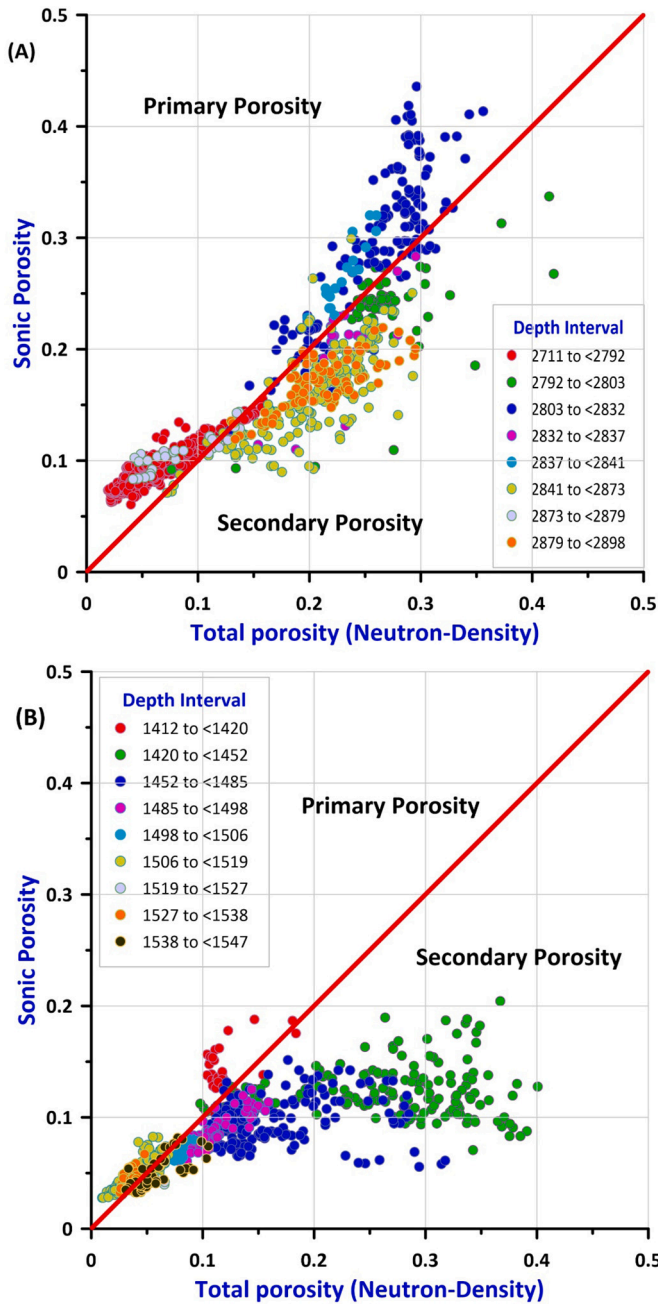 (A)
0.5
0.4
0.3
0.2
0.1
0
Sonic Porosity
Primary Porosity
Secondary Porosity
Depth Interval
2711 to <2792
2792 to <2803
2803 to <2832
2832 to <2837
2837 to <2841
2841 to <2873
2873 to <2879
2879 to <2898
0 0.1 0.2 0.3 0.4 0.5
Total porosity (Neutron-Density)
(B)
0.5
0.4
0.3
0.2
0.1
0
Sonic Porosity
Depth Interval
1412 to <1420
1420 to <1452
1452 to <1485
1485 to <1498
1498 to <1506
1506 to <1519
1519 to <1527
1527 to <1538
1538 to <1547
Primary Porosity
Secondary Porosity
0 0.1 0.2 0.3 0.4 0.5
Total porosity (Neutron-Density)